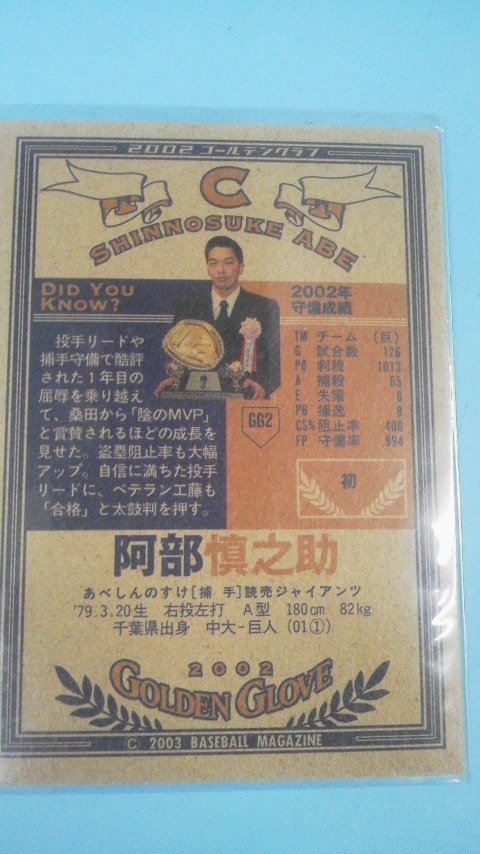 2002 ゴールデングラブ
C
SHINNOSUKE ABE
DID YOU
KNOW?
投手リードや
捕手守備で酷評
された1年目の
屈辱を乗り越え
て、桑田から「陰のMVP」
と賞賛されるほどの成長を
見せた。盗塁阻止率も大幅
アップ。自信に満ちた投手
リードに、ベテラン工藤も
「合格」と太鼓判を押す。
GG2
2002年
守備成績
TM チーム (巨)
G 試合数 126
PO 刺殺 1013
A 補殺 65
E 失策 6
PB 捕逸 9
CS% 阻止率 .400
FP 守備率 .994
初
阿部慎之助
あべしんのすけ[捕 手]読売ジャイアンツ
'79.3.20生 右投左打 A型 180cm 82kg
千葉県出身 中大-巨人(01①)
2002
GOLDEN GLOVE
© 2003 BASEBALL MAGAZINE